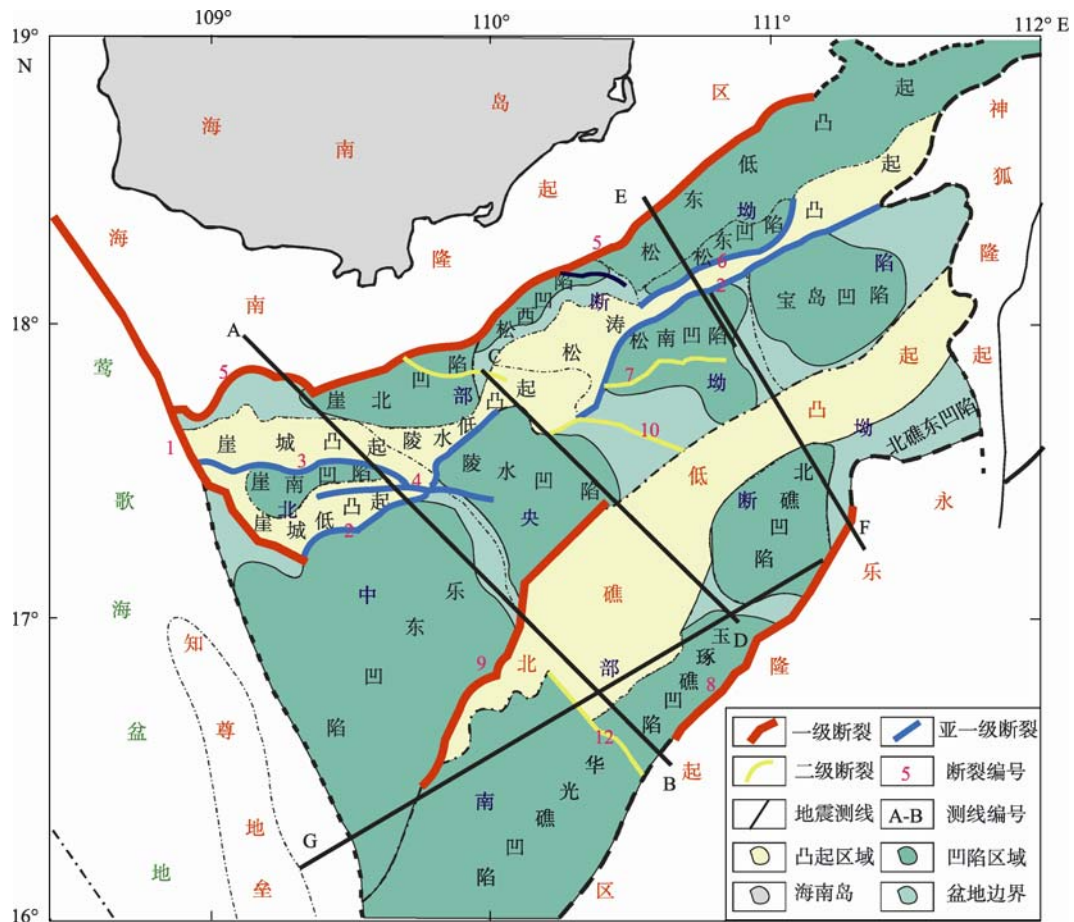 109°
110°
111°
112° E
19°
N
18°
17°
16°
海南岛
海南隆起区
神狐隆起
永乐隆起区
莺歌海盆地
知尊地垒
北部断坳
中央断坳
南部断坳
松东低凸起
松东凹陷
松西凹陷
松涛凸起
松南凹陷
宝岛凹陷
崖北凹陷
崖城凸起
陵水低凸起
崖南凹陷
崖城低凸起
陵水凹陷
乐东凹陷
北礁低凸起
北礁凹陷
北礁东凹陷
玉琢礁凹陷
华光礁凹陷
A
B
C
D
E
F
G
1
2
2
3
4
5
5
6
7
8
9
10
12
一级断裂
亚一级断裂
二级断裂
5 断裂编号
地震测线
A-B 测线编号
凸起区域
凹陷区域
海南岛
盆地边界